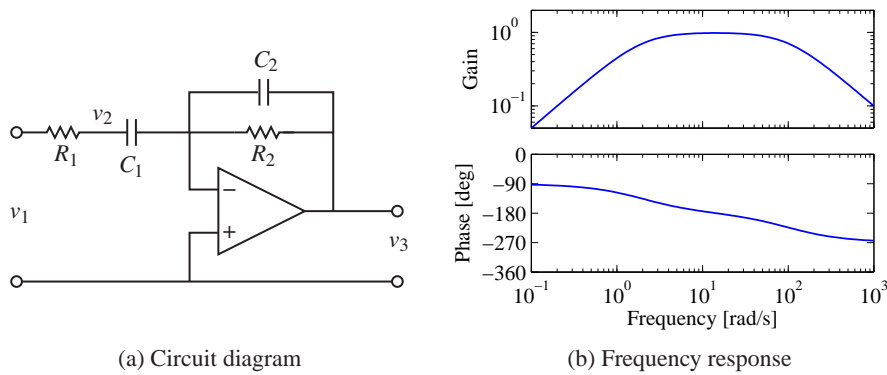 C2
v2
R1
C1
R2
−
+
v1
v3
(a) Circuit diagram
10^0
10^−1
Gain
0
−90
−180
−270
−360
Phase [deg]
10^−1 10^0 10^1 10^2 10^3
Frequency [rad/s]
(b) Frequency response